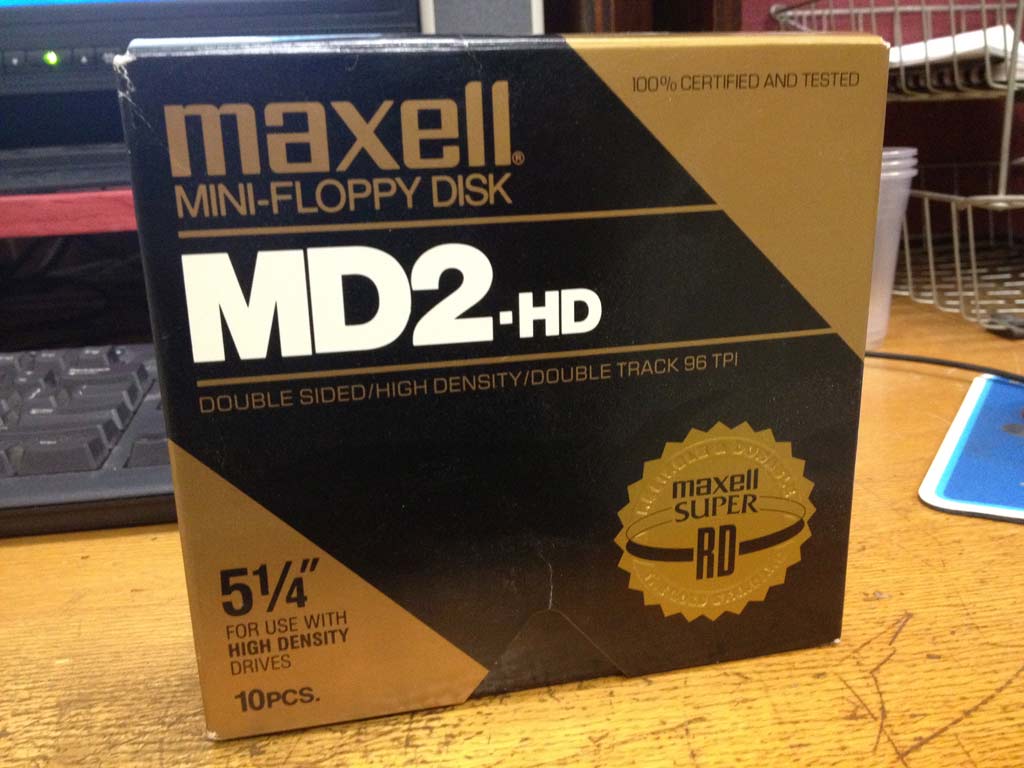 100% CERTIFIED AND TESTED
maxell®
MINI-FLOPPY DISK
MD2-HD
DOUBLE SIDED/HIGH DENSITY/DOUBLE TRACK 96 TPI
maxell
SUPER
RD
5¼"
FOR USE WITH
HIGH DENSITY
DRIVES
10PCS.